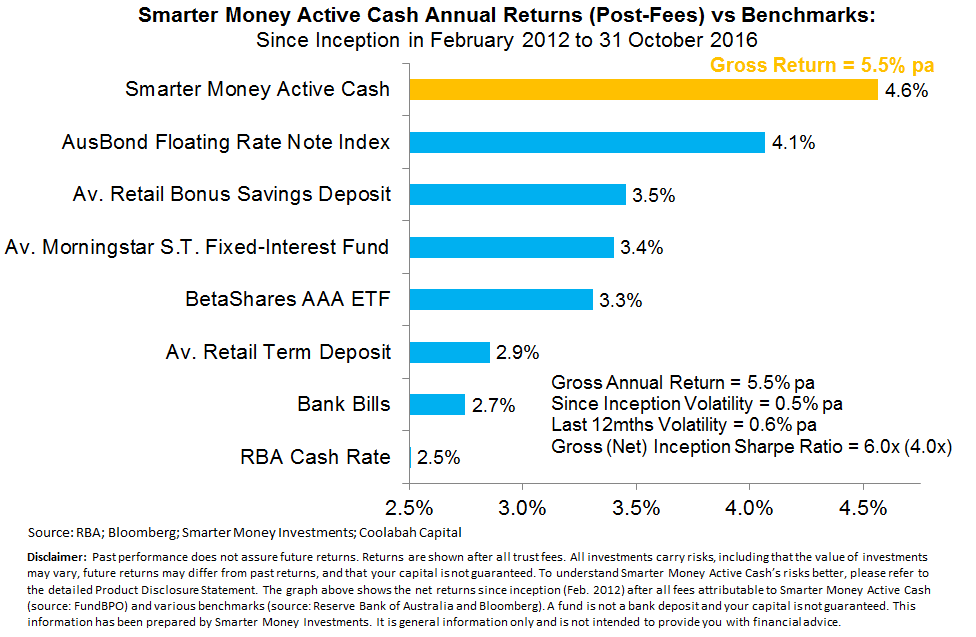 Smarter Money Active Cash Annual Returns (Post-Fees) vs Benchmarks:
Since Inception in February 2012 to 31 October 2016
Gross Return = 5.5% pa
Smarter Money Active Cash 4.6%
AusBond Floating Rate Note Index 4.1%
Av. Retail Bonus Savings Deposit 3.5%
Av. Morningstar S.T. Fixed-Interest Fund 3.4%
BetaShares AAA ETF 3.3%
Av. Retail Term Deposit 2.9%
Bank Bills 2.7%
RBA Cash Rate 2.5%
Gross Annual Return = 5.5% pa
Since Inception Volatility = 0.5% pa
Last 12mths Volatility = 0.6% pa
Gross (Net) Inception Sharpe Ratio = 6.0x (4.0x)
2.5% 3.0% 3.5% 4.0% 4.5%
Source: RBA; Bloomberg; Smarter Money Investments; Coolabah Capital
Disclaimer: Past performance does not assure future returns. Returns are shown after all trust fees. All investments carry risks, including that the value of investments
may vary, future returns may differ from past returns, and that your capital is not guaranteed. To understand Smarter Money Active Cash's risks better, please refer to
the detailed Product Disclosure Statement. The graph above shows the net returns since inception (Feb. 2012) after all fees attributable to Smarter Money Active Cash
(source: FundBPO) and various benchmarks (source: Reserve Bank of Australia and Bloomberg). A fund is not a bank deposit and your capital is not guaranteed. This
information has been prepared by Smarter Money Investments. It is general information only and is not intended to provide you with financial advice.